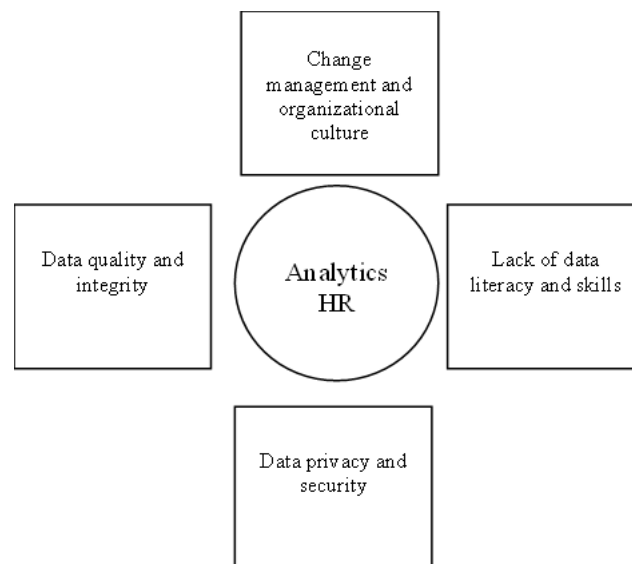 Change
management and
organizational
culture
Data quality and
integrity
Analytics
HR
Lack of data
literacy and skills
Data privacy and
security